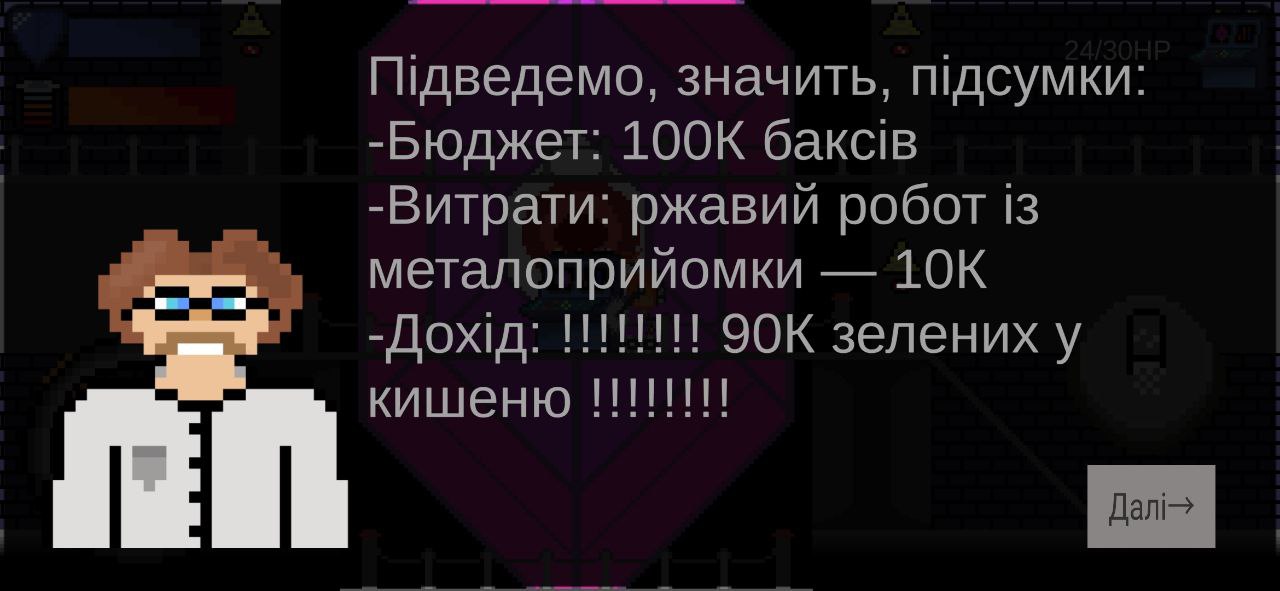 24/30HP
Підведемо, значить, підсумки:
-Бюджет: 100К баксів
-Витрати: ржавий робот із
металоприйомки — 10К
-Дохід: !!!!!!!! 90К зелених у
кишеню !!!!!!!!
Далі→